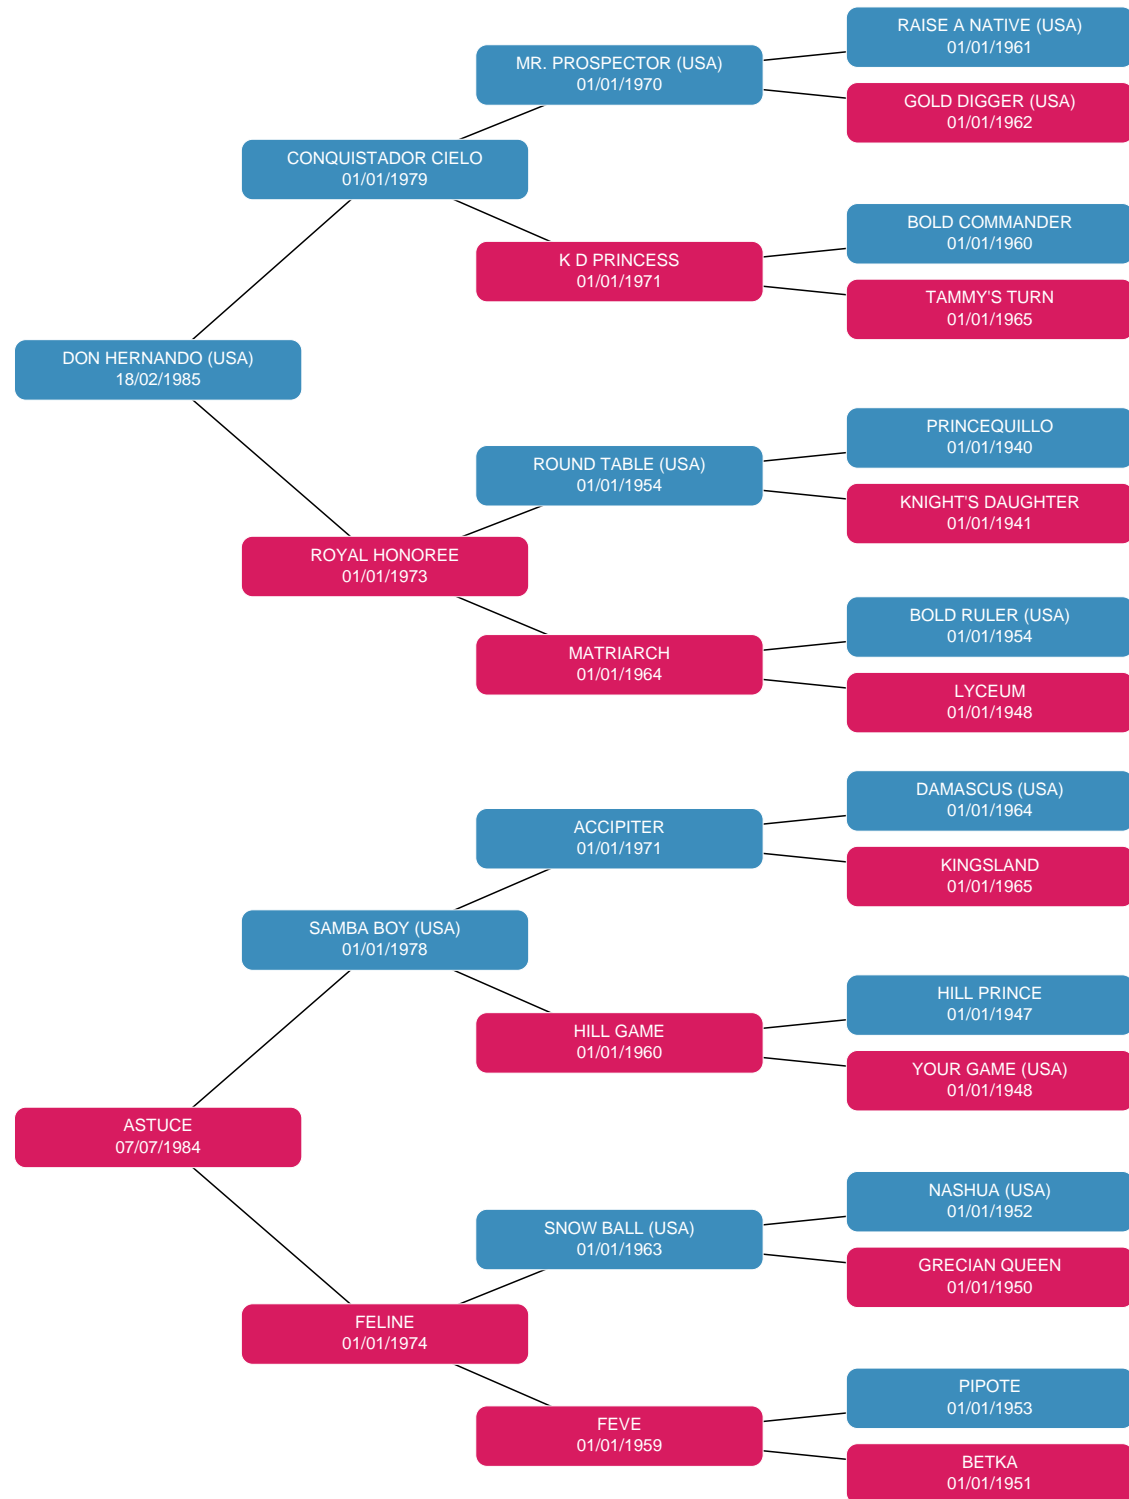 RAISE A NATIVE (USA)
01/01/1961
MR. PROSPECTOR (USA)
01/01/1970
GOLD DIGGER (USA)
01/01/1962
CONQUISTADOR CIELO
01/01/1979
BOLD COMMANDER
01/01/1960
K D PRINCESS
01/01/1971
TAMMY'S TURN
01/01/1965
DON HERNANDO (USA)
18/02/1985
PRINCEQUILLO
01/01/1940
ROUND TABLE (USA)
01/01/1954
KNIGHT'S DAUGHTER
01/01/1941
ROYAL HONOREE
01/01/1973
BOLD RULER (USA)
01/01/1954
MATRIARCH
01/01/1964
LYCEUM
01/01/1948
DAMASCUS (USA)
01/01/1964
ACCIPITER
01/01/1971
KINGSLAND
01/01/1965
SAMBA BOY (USA)
01/01/1978
HILL PRINCE
01/01/1947
HILL GAME
01/01/1960
YOUR GAME (USA)
01/01/1948
ASTUCE
07/07/1984
NASHUA (USA)
01/01/1952
SNOW BALL (USA)
01/01/1963
GRECIAN QUEEN
01/01/1950
FELINE
01/01/1974
PIPOTE
01/01/1953
FEVE
01/01/1959
BETKA
01/01/1951